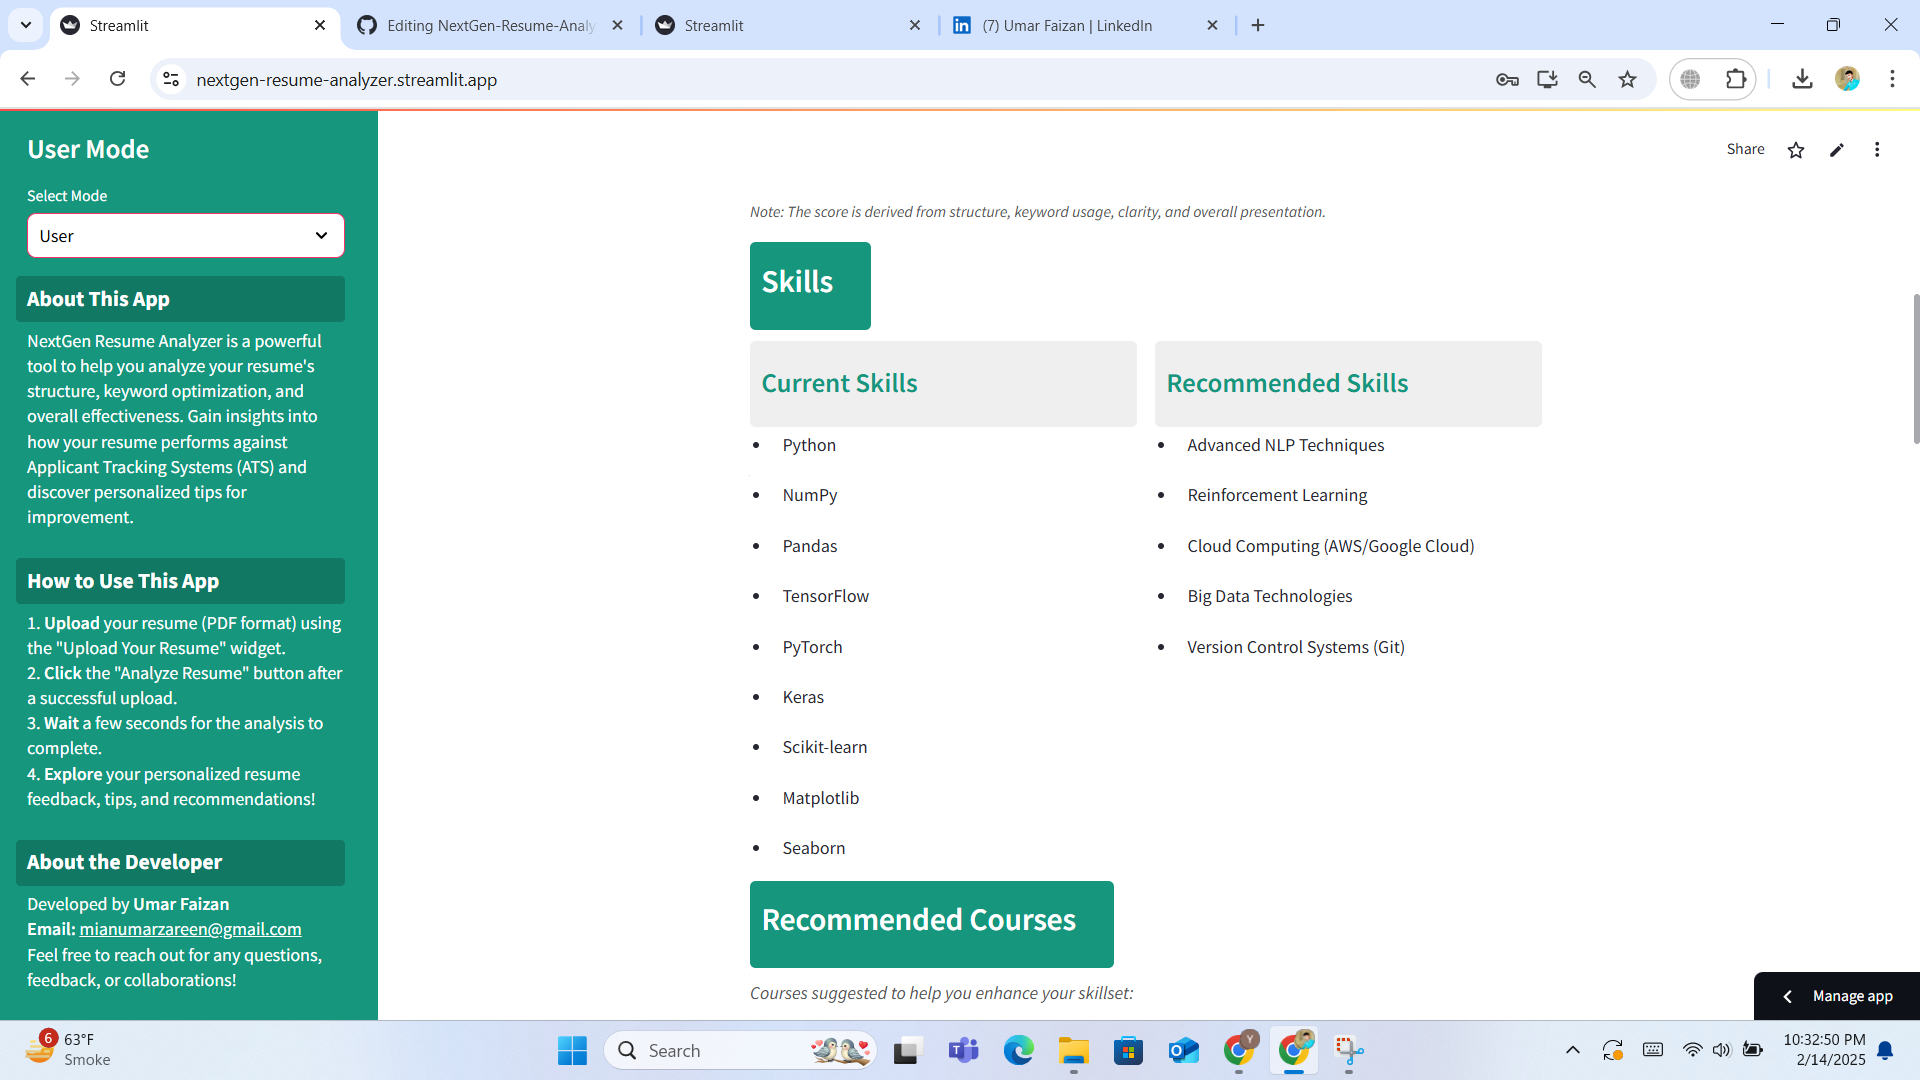 Streamlit
Editing NextGen-Resume-Analy
Streamlit
(7) Umar Faizan | LinkedIn
nextgen-resume-analyzer.streamlit.app
User Mode
Select Mode
User
About This App
NextGen Resume Analyzer is a powerful
tool to help you analyze your resume's
structure, keyword optimization, and
overall effectiveness. Gain insights into
how your resume performs against
Applicant Tracking Systems (ATS) and
discover personalized tips for
improvement.
How to Use This App
1. Upload your resume (PDF format) using
the "Upload Your Resume" widget.
2. Click the "Analyze Resume" button after
a successful upload.
3. Wait a few seconds for the analysis to
complete.
4. Explore your personalized resume
feedback, tips, and recommendations!
About the Developer
Developed by Umar Faizan
Email: mianumarzareen@gmail.com
Feel free to reach out for any questions,
feedback, or collaborations!
Share
Note: The score is derived from structure, keyword usage, clarity, and overall presentation.
Skills
Current Skills
• Python
• NumPy
• Pandas
• TensorFlow
• PyTorch
• Keras
• Scikit-learn
• Matplotlib
• Seaborn
Recommended Skills
• Advanced NLP Techniques
• Reinforcement Learning
• Cloud Computing (AWS/Google Cloud)
• Big Data Technologies
• Version Control Systems (Git)
Recommended Courses
Courses suggested to help you enhance your skillset:
Manage app
6
63°F
Smoke
Search
Y
10:32:50 PM
2/14/2025